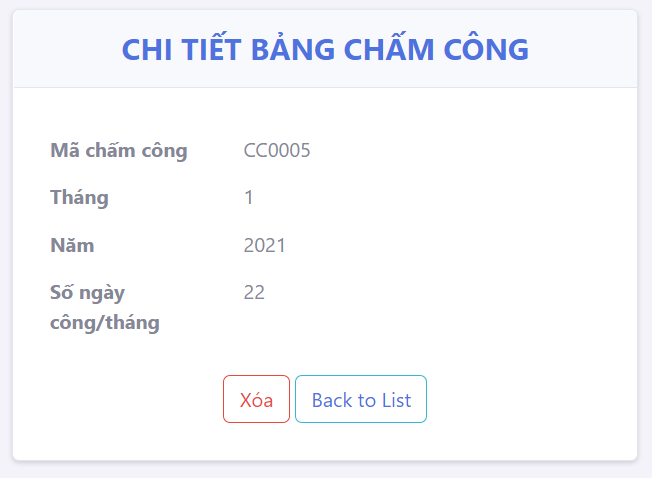 CHI TIẾT BẢNG CHẤM CÔNG
Mã chấm công CC0005
Tháng 1
Năm 2021
Số ngày 22
công/tháng
Xóa Back to List